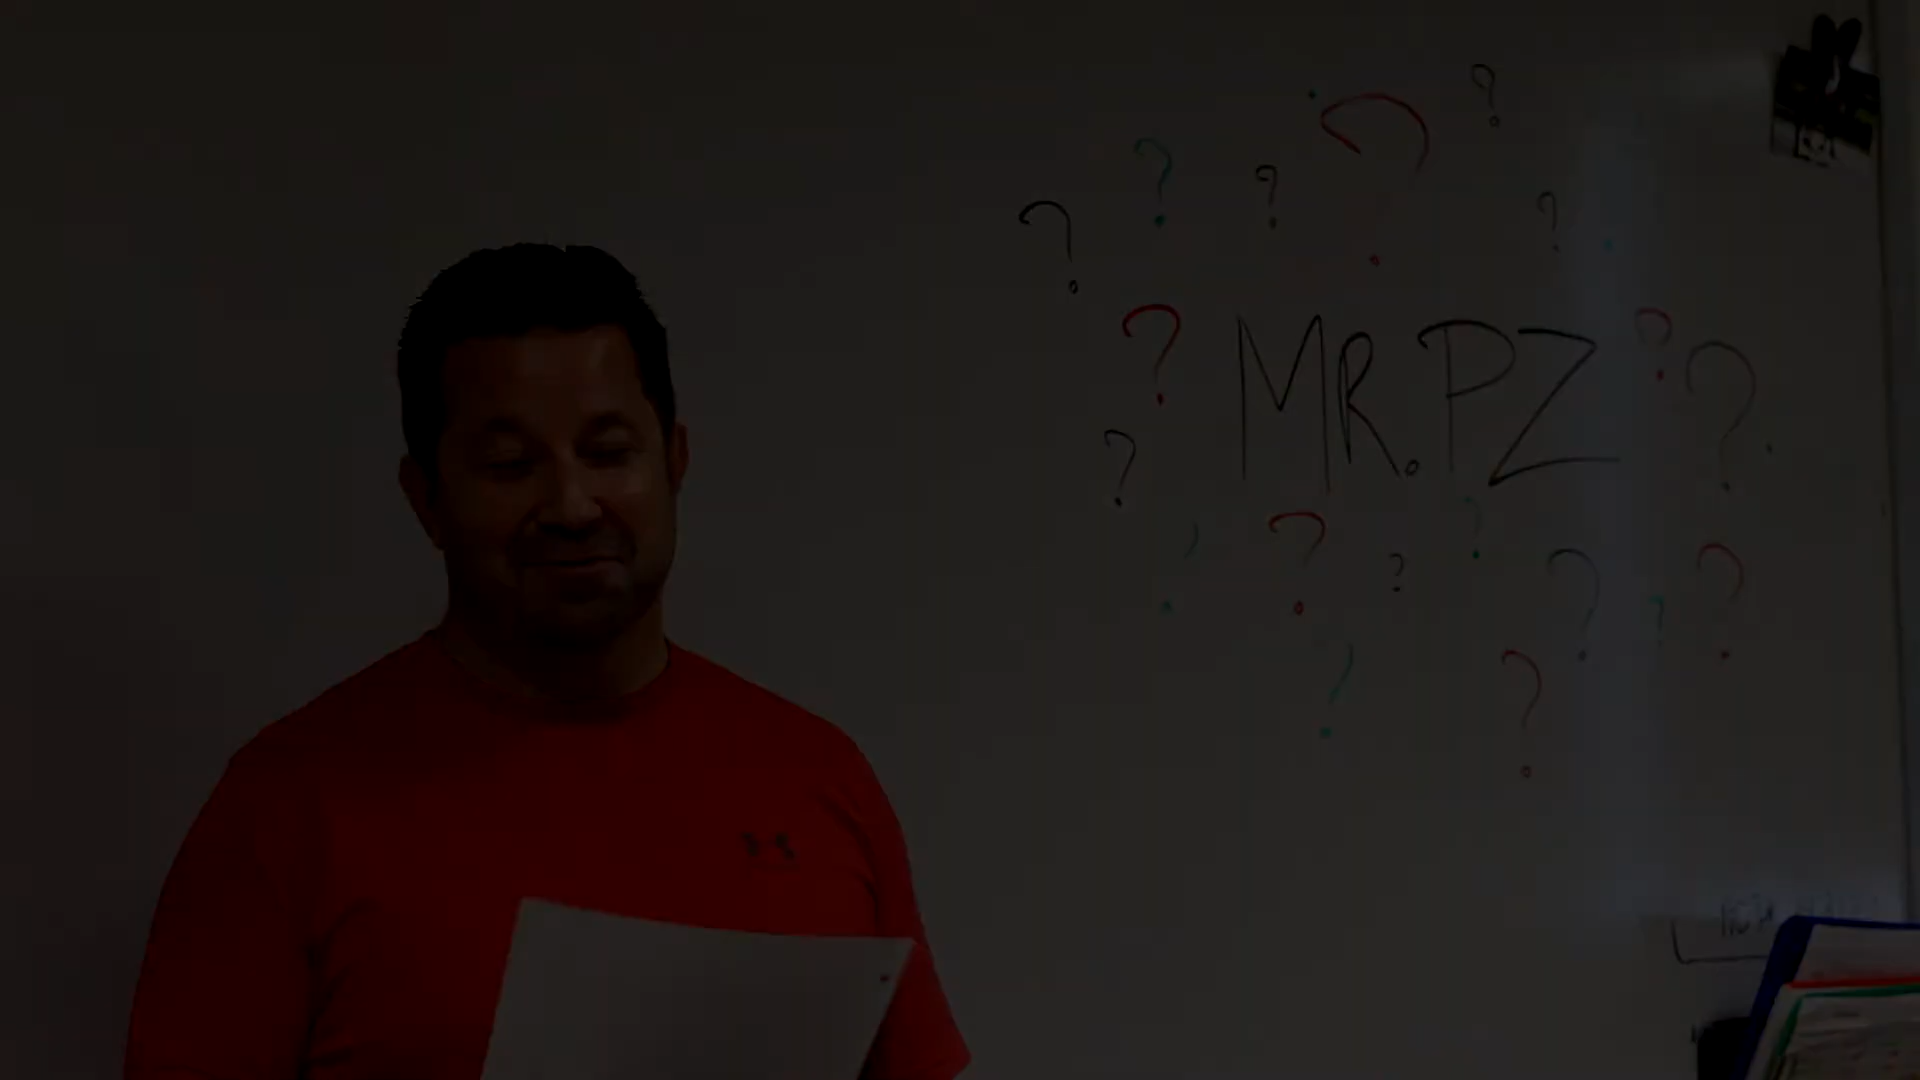 ? ? ? ? ?
?
MR. PZ
? ? ?
?
? ? ? ? ? ?
? ?